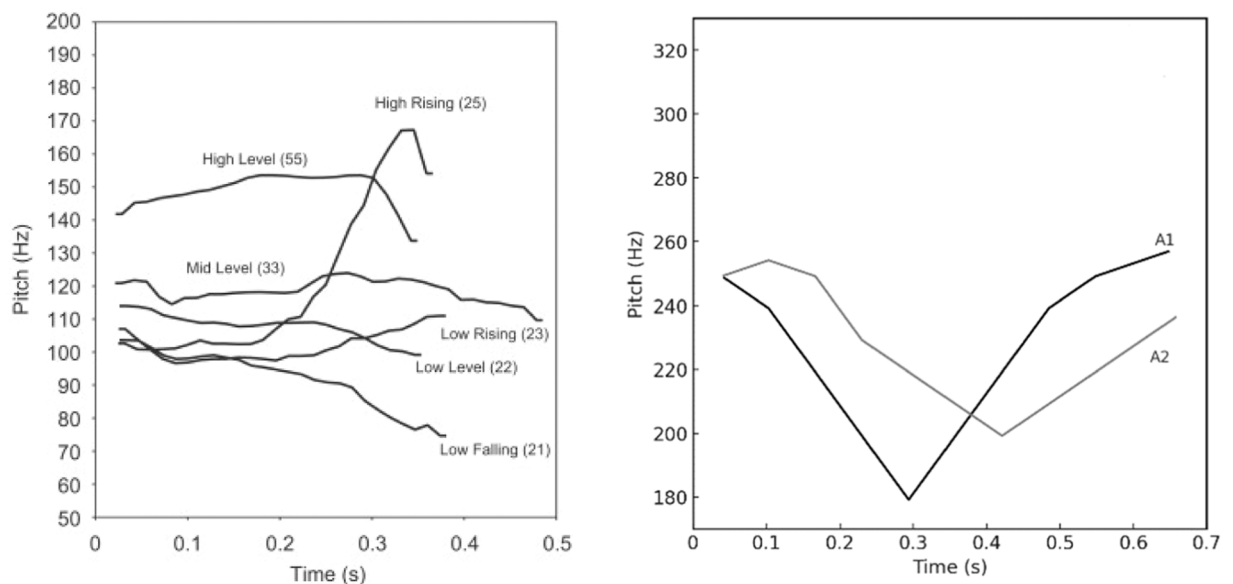 200
190
180
170
160
150
140
130
120
110
100
90
80
70
60
50
Pitch (Hz)
High Rising (25)
High Level (55)
Mid Level (33)
Low Rising (23)
Low Level (22)
Low Falling (21)
0 0.1 0.2 0.3 0.4 0.5
Time (s)
320
300
280
260
240
220
200
180
Pitch (Hz)
A1
A2
0 0.1 0.2 0.3 0.4 0.5 0.6 0.7
Time (s)